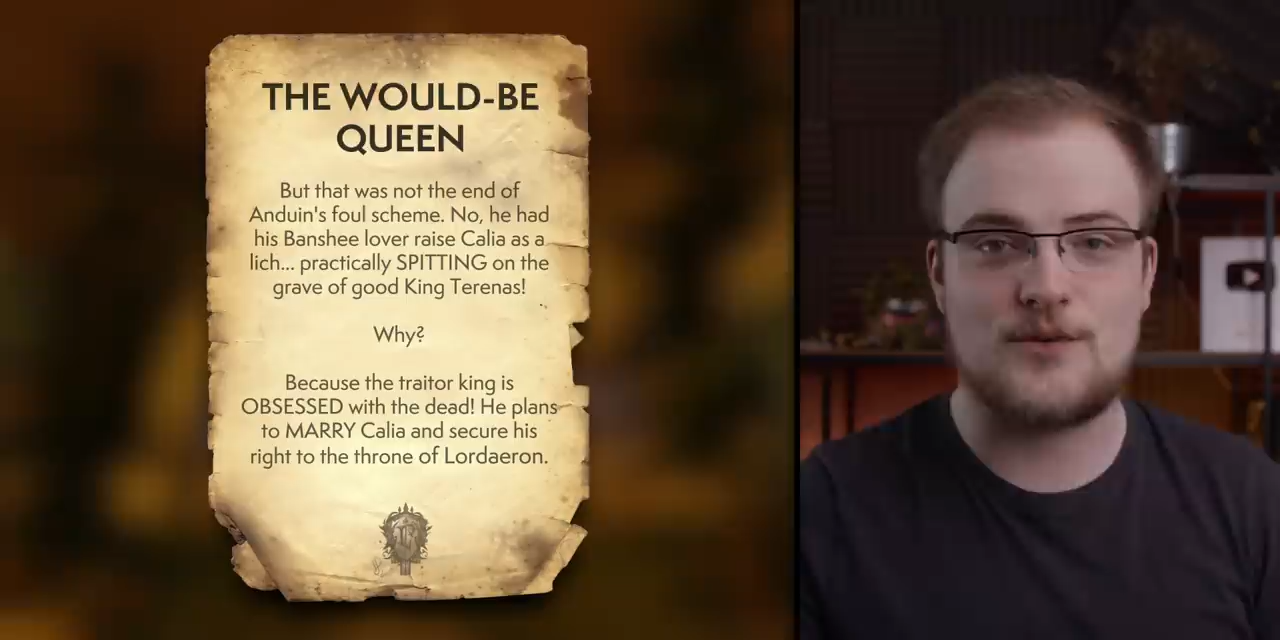 THE WOULD-BE
QUEEN
But that was not the end of
Anduin's foul scheme. No, he had
his Banshee lover raise Calia as a
lich... practically SPITTING on the
grave of good King Terenas!
Why?
Because the traitor king is
OBSESSED with the dead! He plans
to MARRY Calia and secure his
right to the throne of Lordaeron.